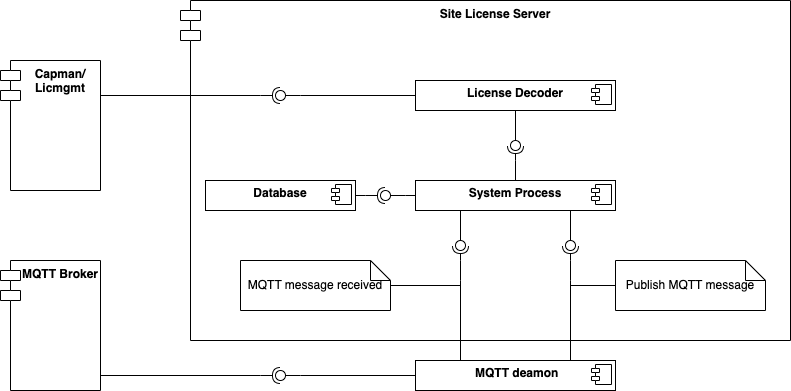 Site License Server
Capman/
Licmgmt
License Decoder
Database
System Process
MQTT Broker
MQTT message received
Publish MQTT message
MQTT deamon